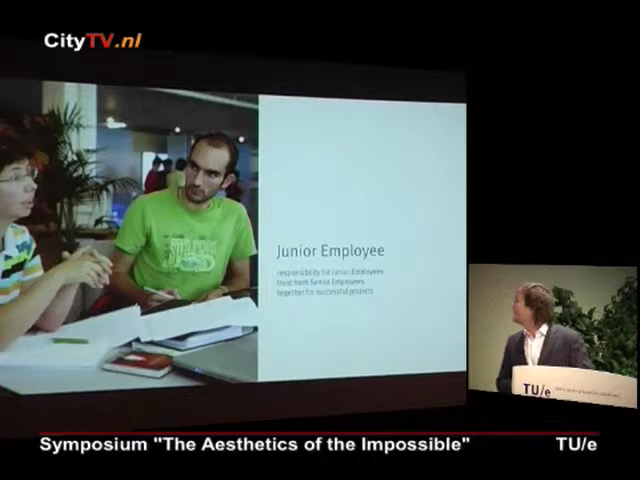 CityTV.nl
Junior Employee
responsibility for Junior Employees
trust from Senior Employees
together for successful projects
TU/e
Symposium "The Aesthetics of the Impossible"
TU/e